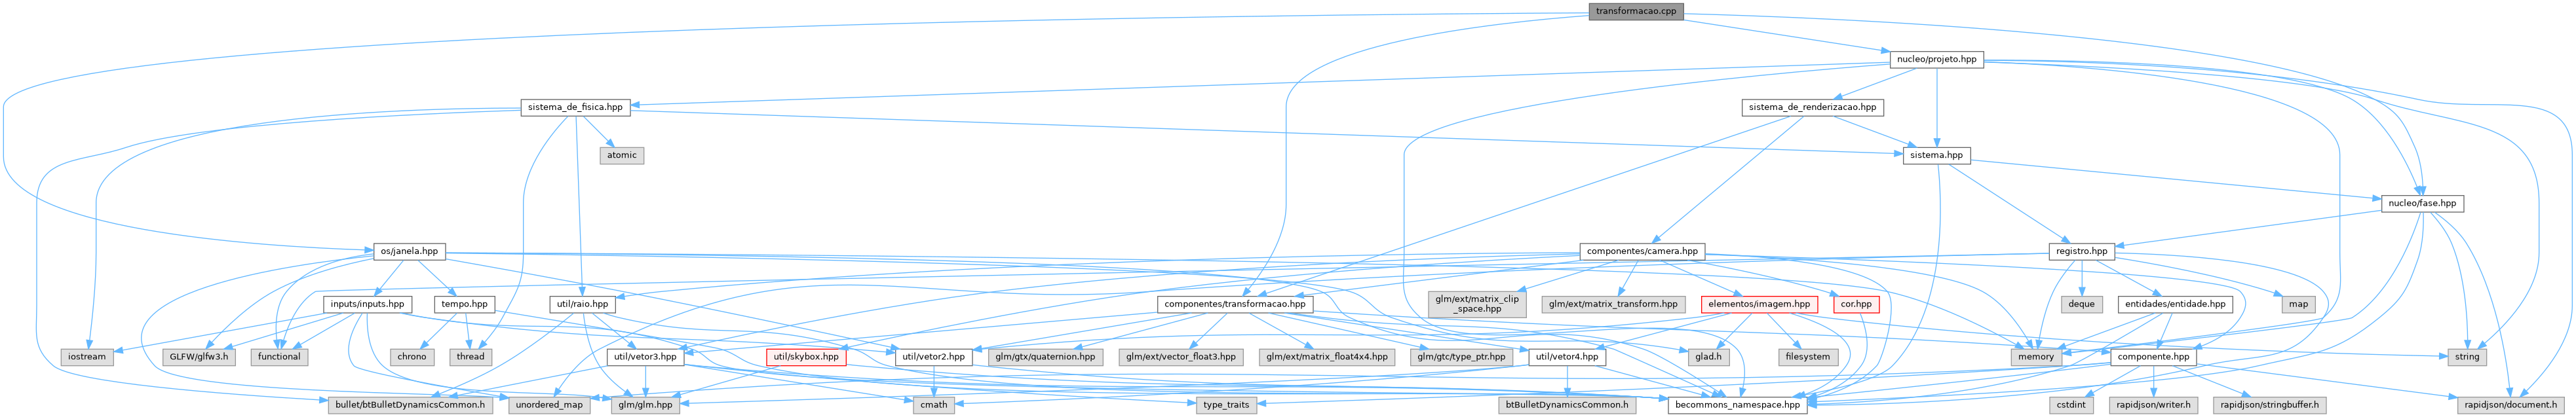 transformacao.cpp
nucleo/projeto.hpp
sistema_de_fisica.hpp
sistema_de_renderizacao.hpp
atomic
sistema.hpp
nucleo/fase.hpp
os/janela.hpp
componentes/camera.hpp
registro.hpp
inputs/inputs.hpp
tempo.hpp
util/raio.hpp
componentes/transformacao.hpp
glm/ext/matrix_clip
_space.hpp
glm/ext/matrix_transform.hpp
elementos/imagem.hpp
cor.hpp
deque
entidades/entidade.hpp
map
iostream
GLFW/glfw3.h
functional
chrono
thread
util/vetor3.hpp
util/skybox.hpp
util/vetor2.hpp
glm/gtx/quaternion.hpp
glm/ext/vector_float3.hpp
glm/ext/matrix_float4x4.hpp
glm/gtc/type_ptr.hpp
util/vetor4.hpp
glad.h
filesystem
memory
componente.hpp
string
bullet/btBulletDynamicsCommon.h
unordered_map
glm/glm.hpp
cmath
type_traits
btBulletDynamicsCommon.h
becommons_namespace.hpp
cstdint
rapidjson/writer.h
rapidjson/stringbuffer.h
rapidjson/document.h